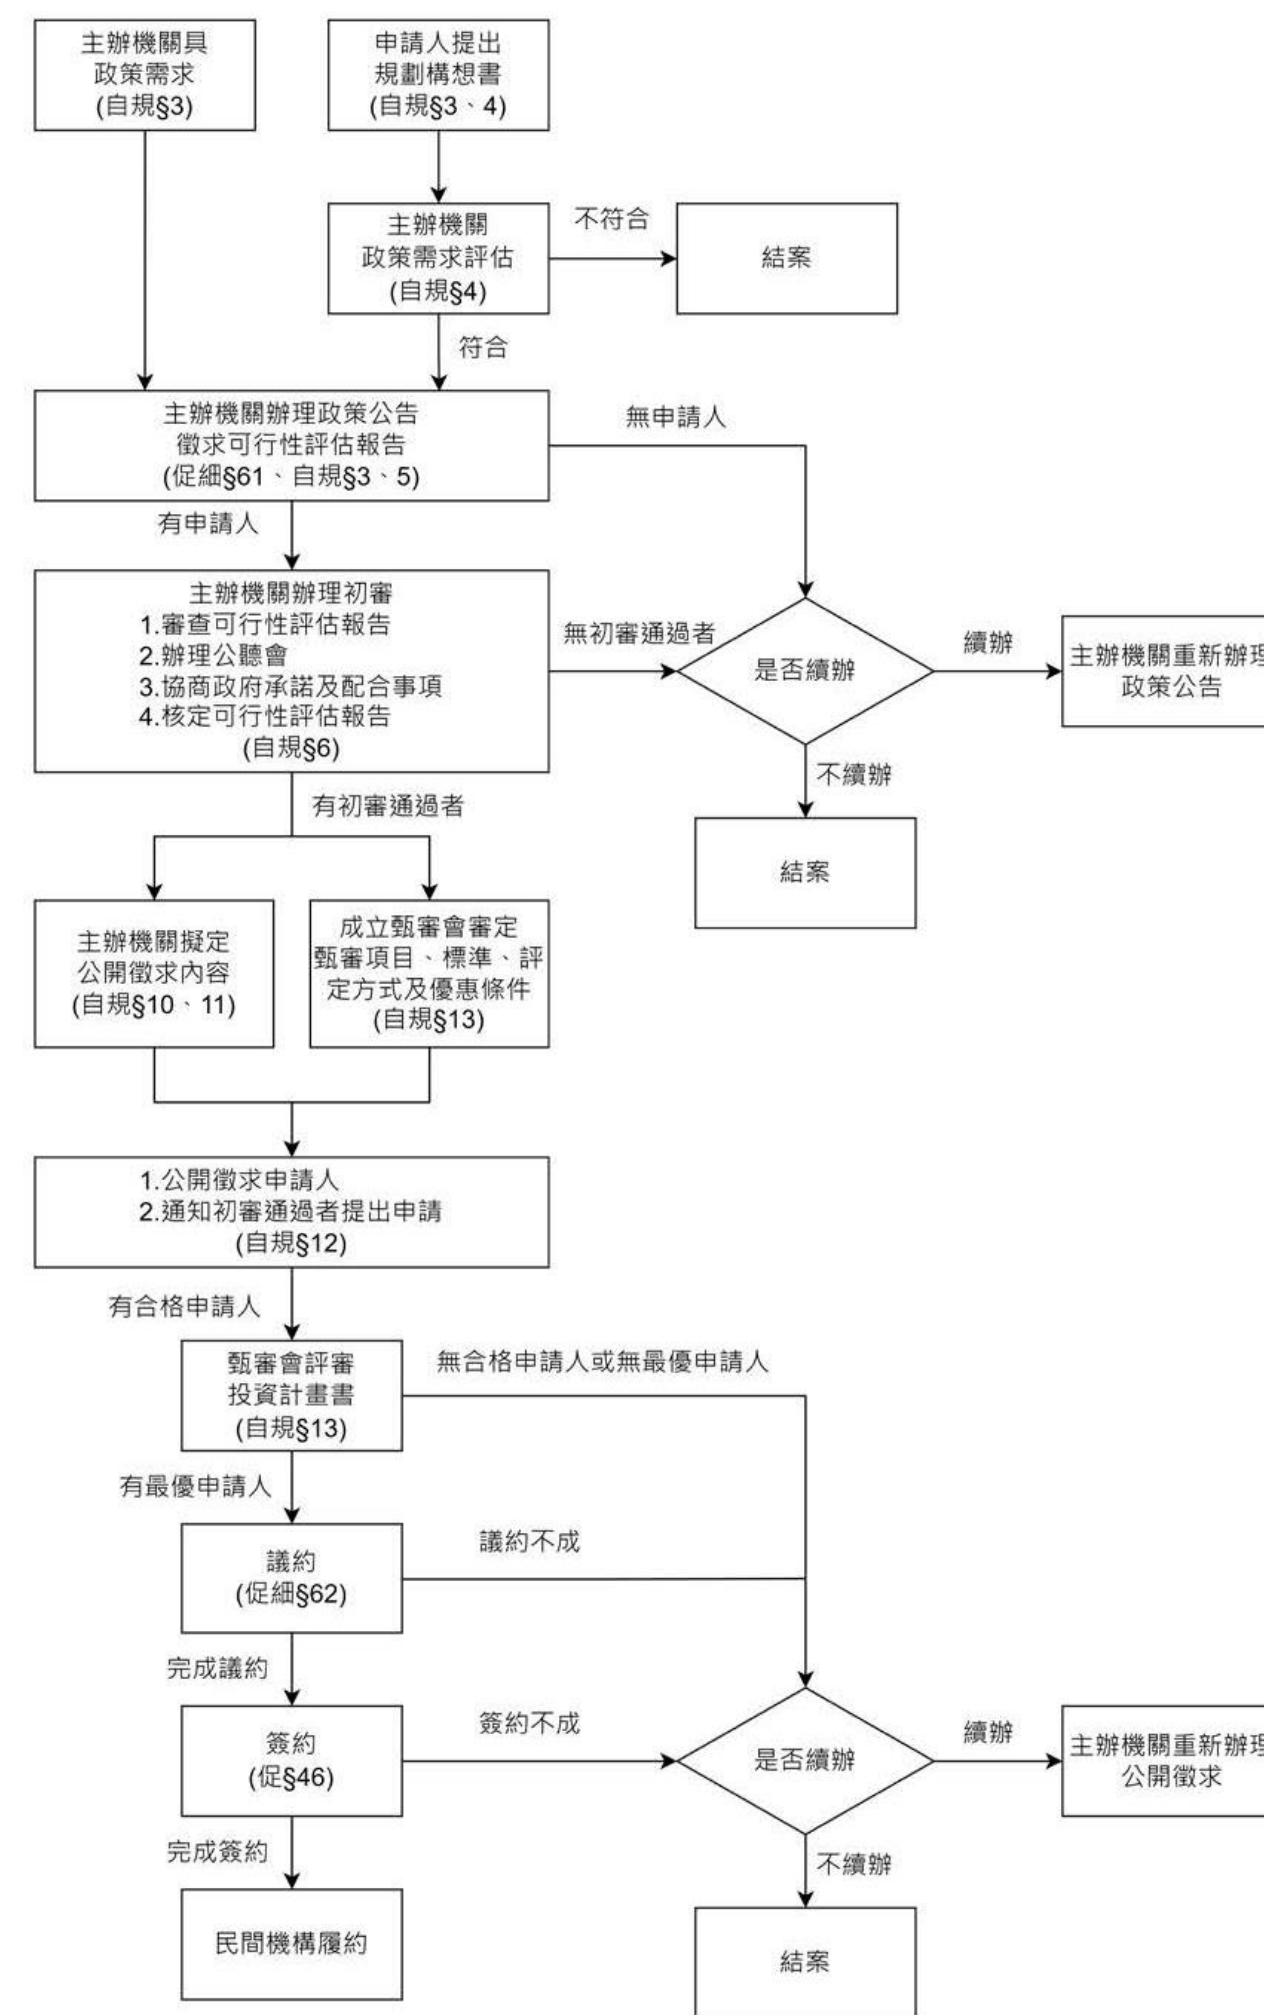 主辦機關具
政策需求
(自規§3)
申請人提出
規劃構想書
(自規§3、4)
主辦機關
政策需求評估
(自規§4)
不符合
結案
符合
主辦機關辦理政策公告
徵求可行性評估報告
(促細§61、自規§3、5)
無申請人
有申請人
主辦機關辦理初審
1.審查可行性評估報告
2.辦理公聽會
3.協商政府承諾及配合事項
4.核定可行性評估報告
(自規§6)
無初審通過者
是否續辦
續辦
主辦機關重新辦理
政策公告
不續辦
結案
有初審通過者
主辦機關擬定
公開徵求內容
(自規§10、11)
成立甄審會審定
甄審項目、標準、評
定方式及優惠條件
(自規§13)
1.公開徵求申請人
2.通知初審通過者提出申請
(自規§12)
有合格申請人
甄審會評審
投資計畫書
(自規§13)
無合格申請人或無最優申請人
有最優申請人
議約
(促細§62)
議約不成
完成議約
簽約
(促§46)
簽約不成
是否續辦
續辦
主辦機關重新辦理
公開徵求
完成簽約
不續辦
民間機構履約
結案